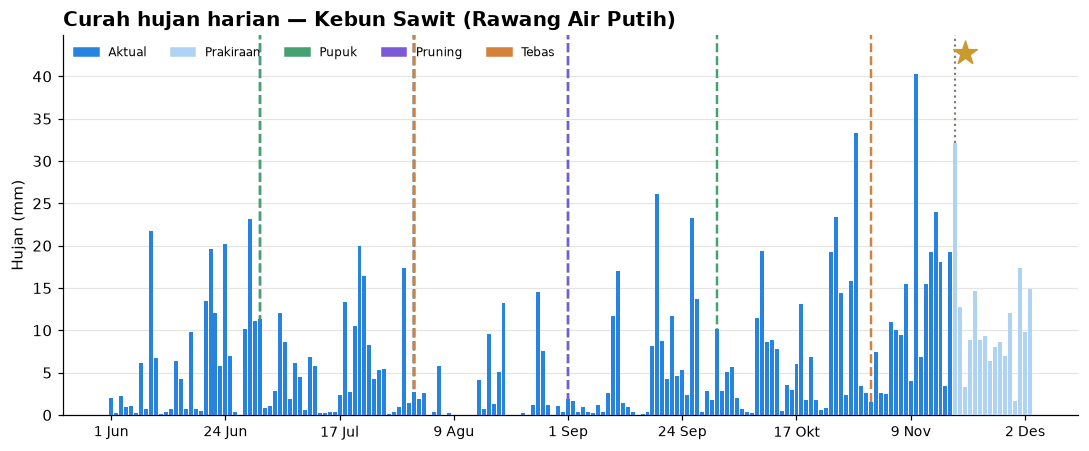 Curah hujan harian — Kebun Sawit (Rawang Air Putih)
Aktual Prakiraan Pupuk Pruning Tebas
Hujan (mm)
40
35
30
25
20
15
10
5
0
1 Jun 24 Jun 17 Jul 9 Agu 1 Sep 24 Sep 17 Okt 9 Nov 2 Des